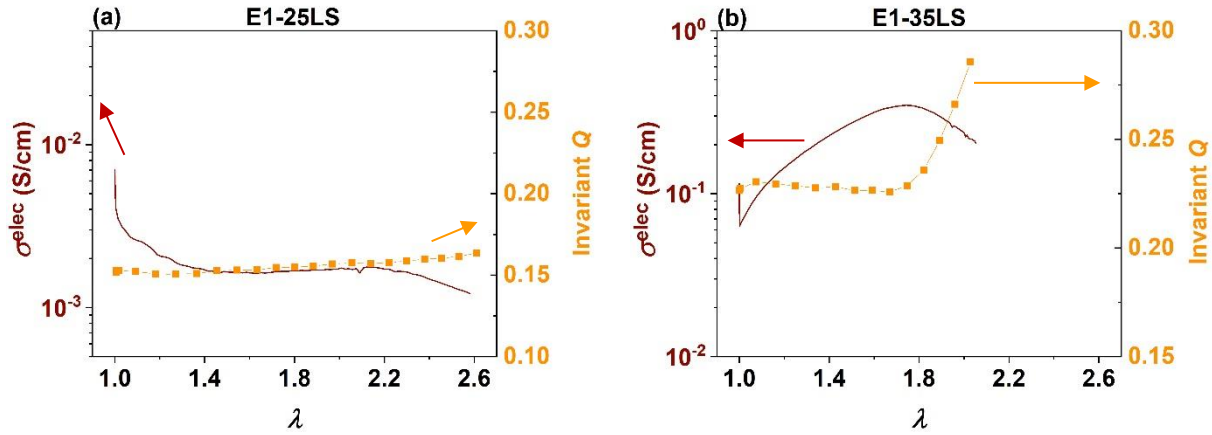 (a) E1-25LS
σ^elec (S/cm)
10^-2
10^-3
1.0 1.4 1.8 2.2 2.6
λ
0.30
0.25
0.20
0.15
0.10
Invariant Q
(b) E1-35LS
σ^elec (S/cm)
10^0
10^-1
10^-2
1.0 1.4 1.8 2.2 2.6
λ
0.30
0.25
0.20
0.15
Invariant Q